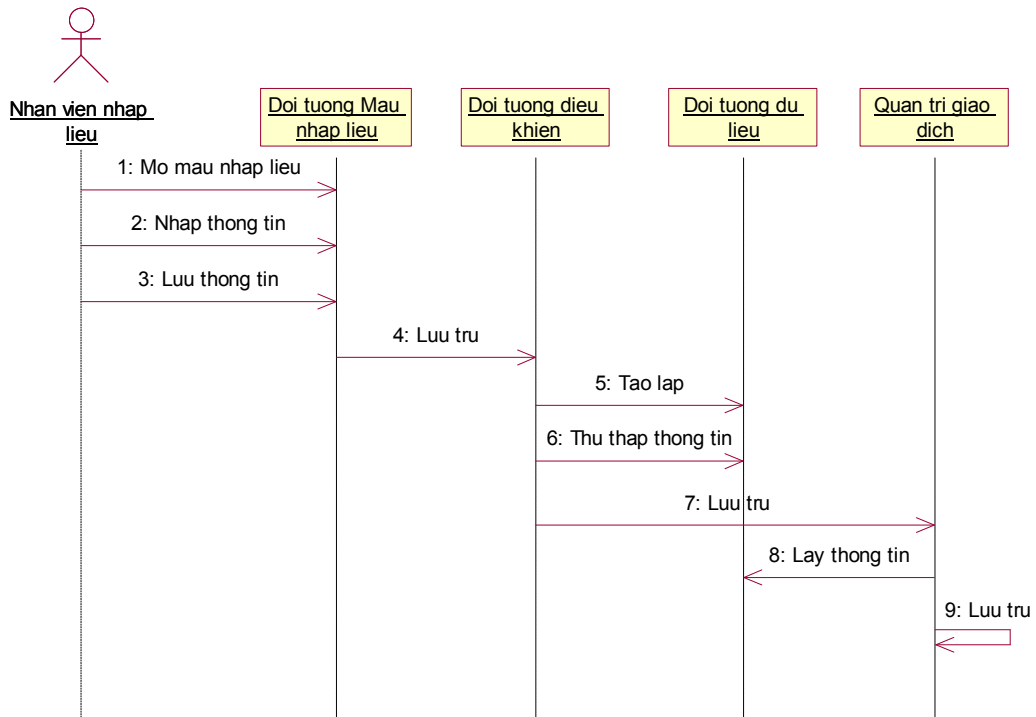 Nhan vien nhap
lieu
Doi tuong Mau
nhap lieu
Doi tuong dieu
khien
Doi tuong du
lieu
Quan tri giao
dich
1: Mo mau nhap lieu
2: Nhap thong tin
3: Luu thong tin
4: Luu tru
5: Tao lap
6: Thu thap thong tin
7: Luu tru
8: Lay thong tin
9: Luu tru